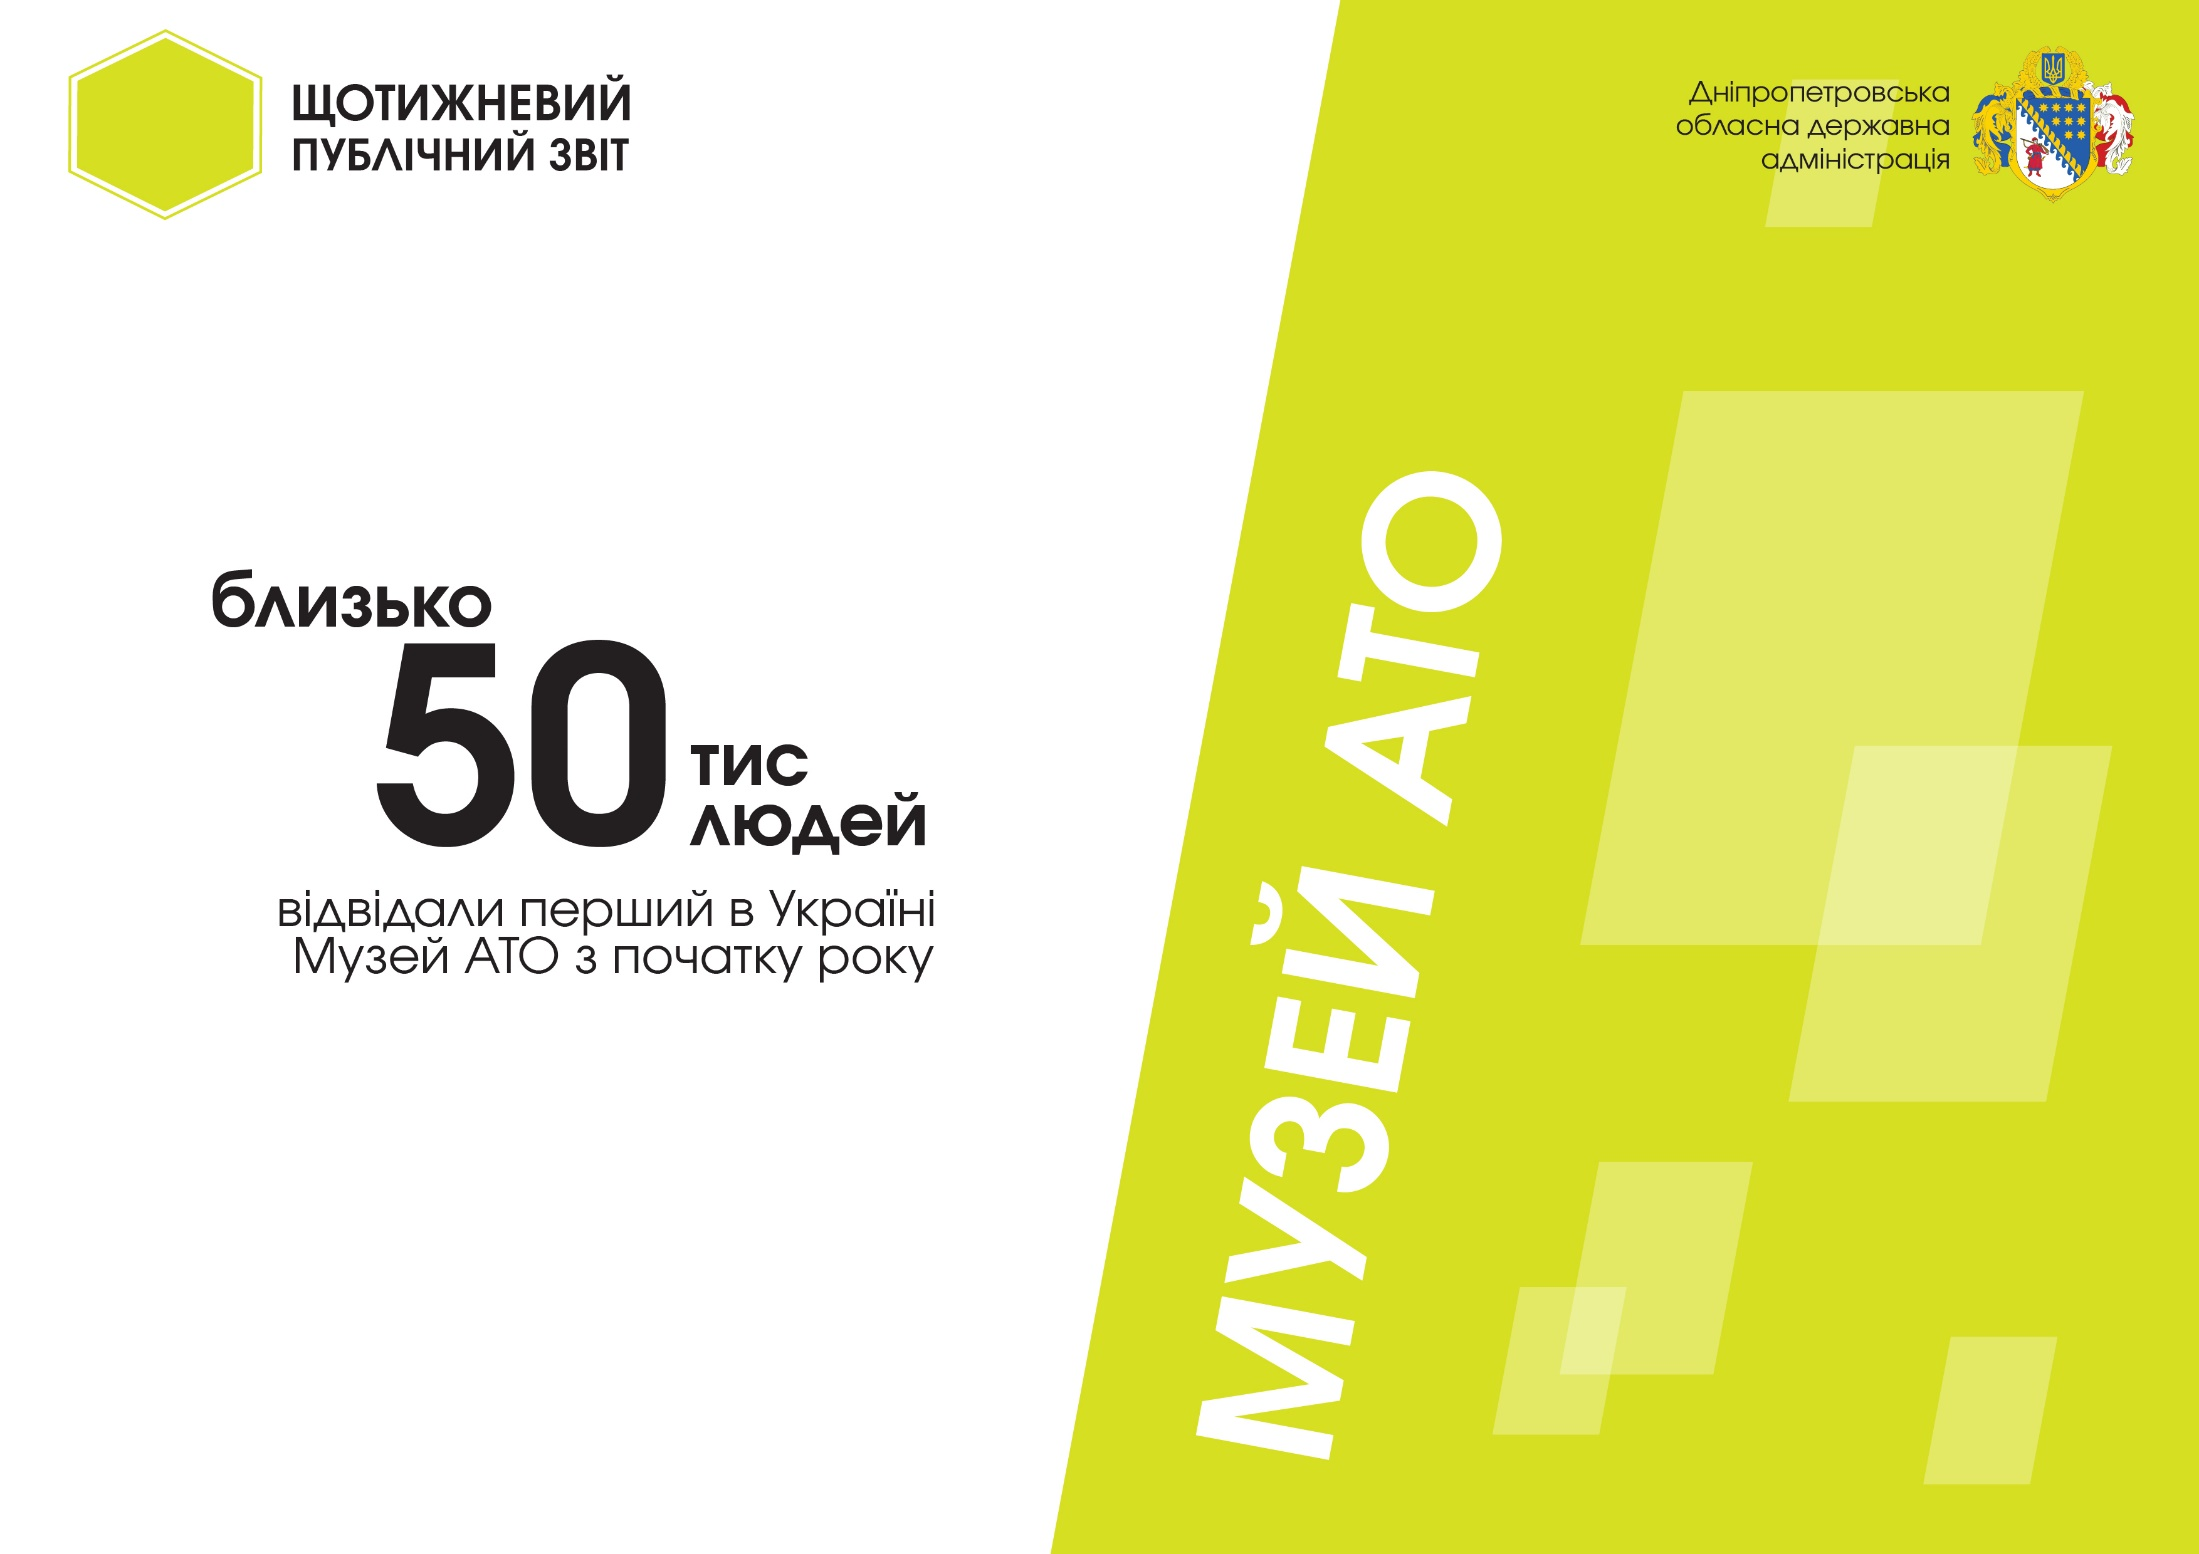 ЩОТИЖНЕВИЙ
ПУБЛІЧНИЙ ЗВІТ
Дніпропетровська
обласна державна
адміністрація
близько
50 тис
людей
відвідали перший в Україні
Музей АТО з початку року
МУЗЕЙ АТО